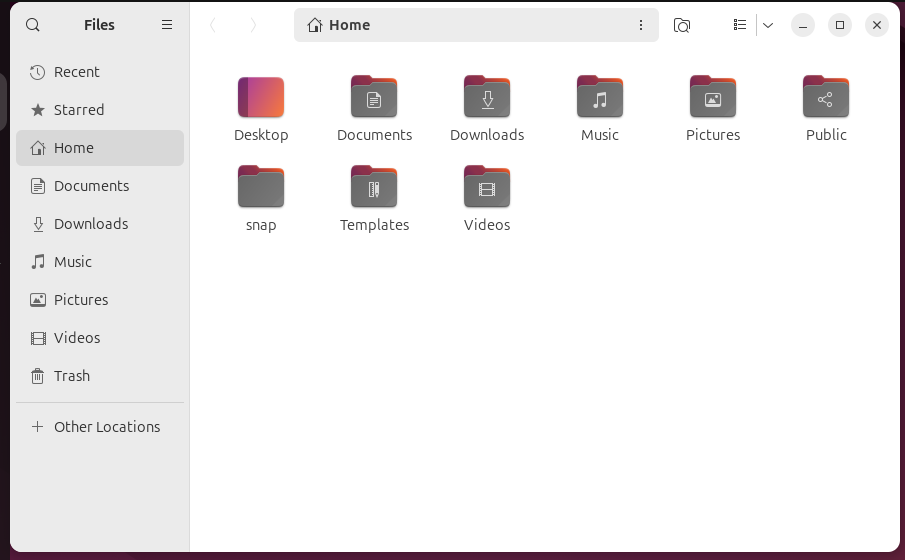 Files
Home
Recent
Starred
Home
Documents
Downloads
Music
Pictures
Videos
Trash
Other Locations
Desktop
Documents
Downloads
Music
Pictures
Public
snap
Templates
Videos